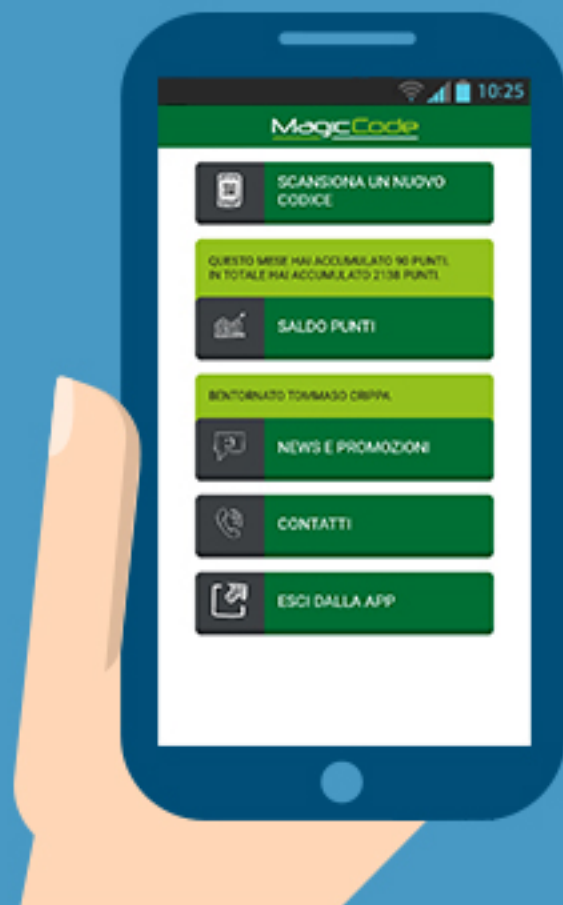 10:25
MagicCode
SCANSIONA UN NUOVO
CODICE
QUESTO MESE HAI ACCUMULATO 90 PUNTI.
IN TOTALE HAI ACCUMULATO 2138 PUNTI.
SALDO PUNTI
BENTORNATO TOMMASO CRIPPA.
NEWS E PROMOZIONI
CONTATTI
ESCI DALLA APP